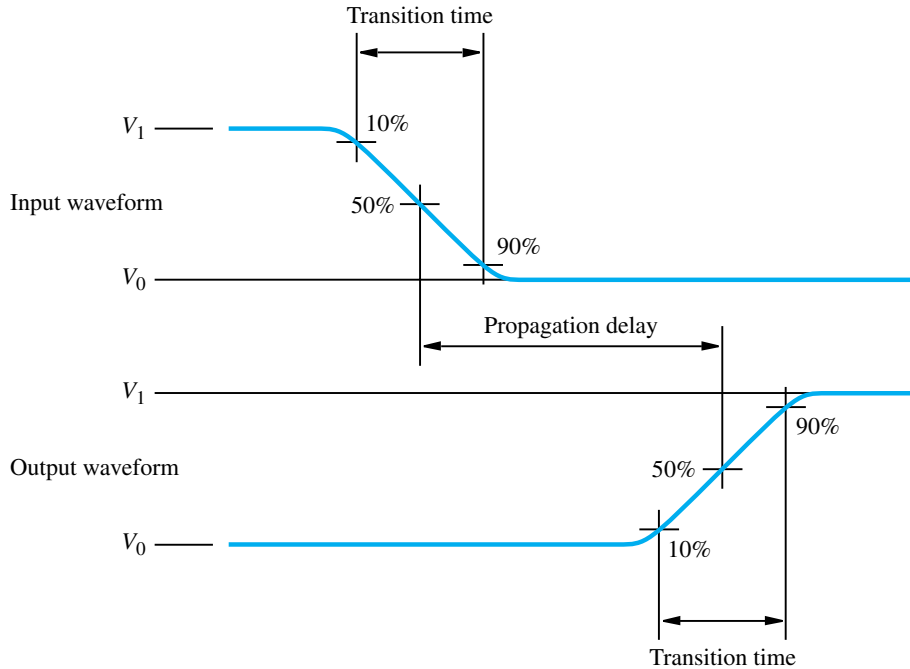 Transition time
V1
10%
Input waveform
50%
90%
V0
Propagation delay
V1
90%
Output waveform
50%
V0
10%
Transition time